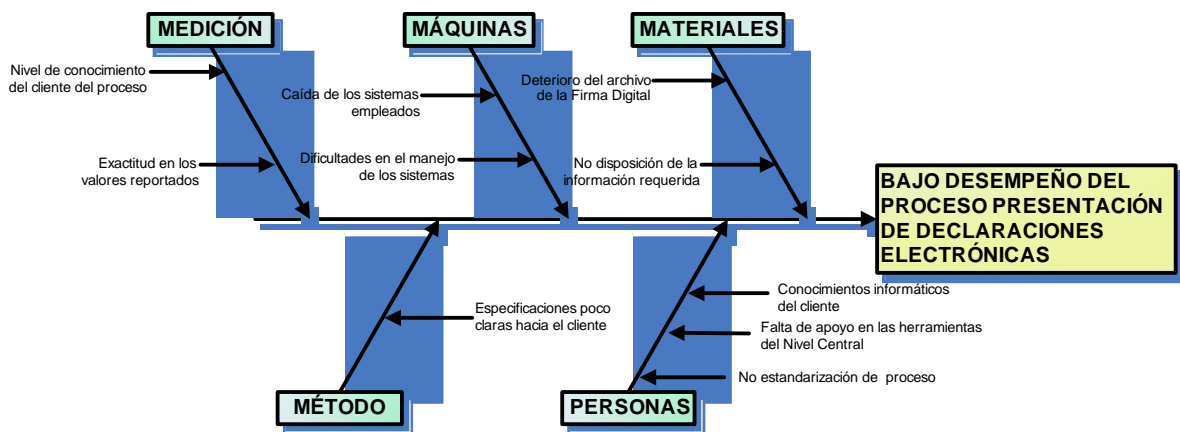 MEDICIÓN
MÁQUINAS
MATERIALES
Nivel de conocimiento
del cliente del proceso
Exactitud en los
valores reportados
Caída de los sistemas
empleados
Dificultades en el manejo
de los sistemas
Deterioro del archivo
de la Firma Digital
No disposición de la
información requerida
BAJO DESEMPEÑO DEL
PROCESO PRESENTACIÓN
DE DECLARACIONES
ELECTRÓNICAS
Especificaciones poco
claras hacia el cliente
Conocimientos informáticos
del cliente
Falta de apoyo en las herramientas
del Nivel Central
No estandarización de proceso
MÉTODO
PERSONAS